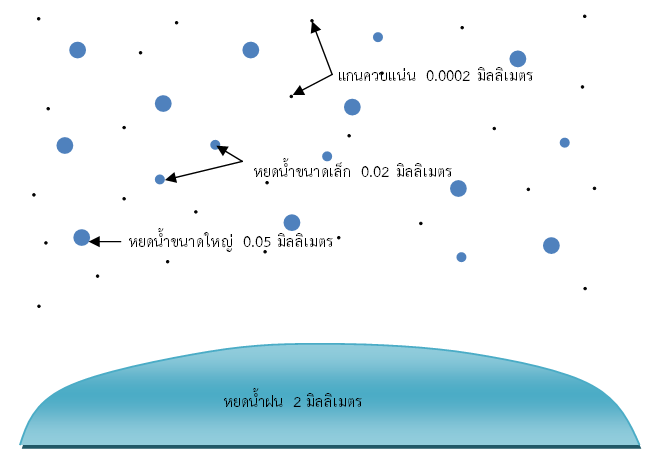 แกนควบแน่น 0.0002 มิลลิเมตร
หยดน้ำขนาดเล็ก 0.02 มิลลิเมตร
หยดน้ำขนาดใหญ่ 0.05 มิลลิเมตร
หยดน้ำฝน 2 มิลลิเมตร